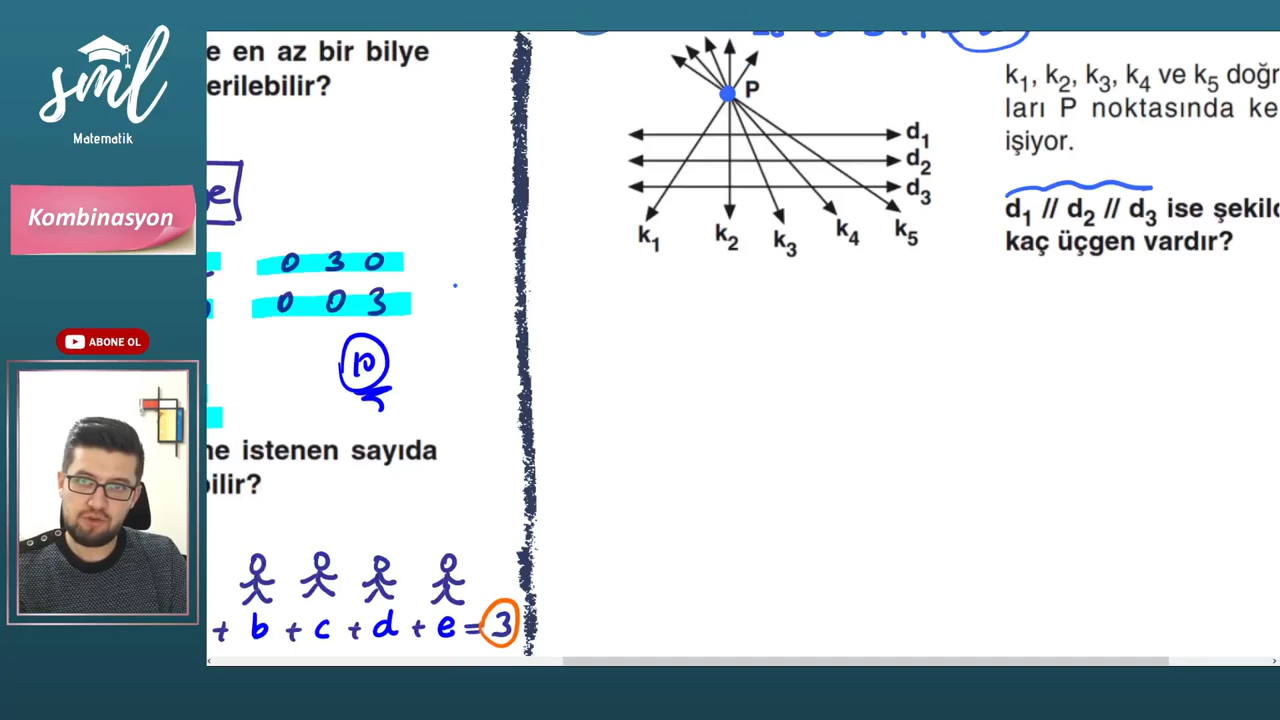 sml
Matematik
Kombinasyon
ABONE OL
e en az bir bilye
erilebilir?
0 3 0
0 0 3
10
ne istenen sayıda
bilir?
+ b + c + d + e = 3
P
d1
d2
d3
k1 k2 k3 k4 k5
k1, k2, k3, k4 ve k5 doğr
ları P noktasında ke
işiyor.
d1 // d2 // d3 ise şekild
kaç üçgen vardır?